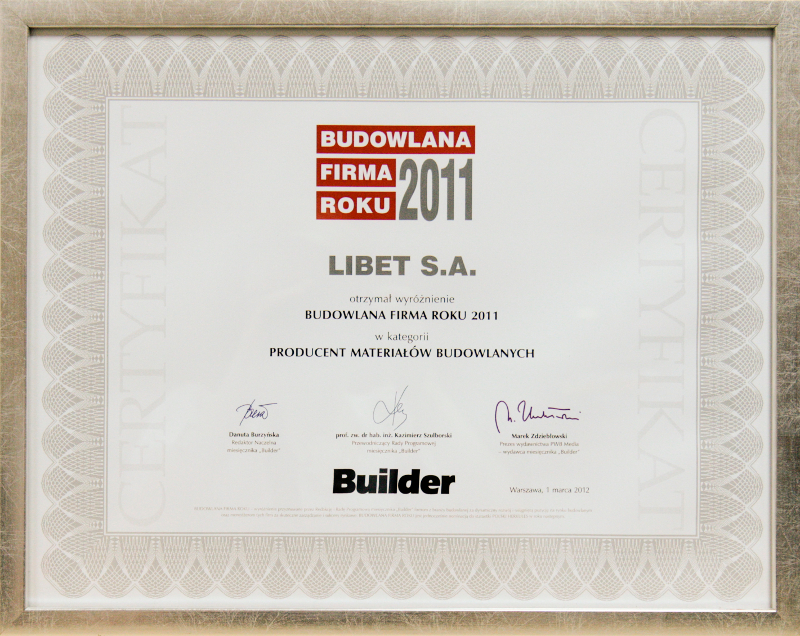 CERTYFIKAT
CERTYFIKAT
BUDOWLANA
FIRMA
ROKU 2011
LIBET S.A.
otrzymał wyróżnienie
BUDOWLANA FIRMA ROKU 2011
w kategorii
PRODUCENT MATERIAŁÓW BUDOWLANYCH
Danuta Burzyńska
Redaktor Naczelna
miesięcznika „Builder"
prof. zw. dr hab. inż. Kazimierz Szulborski
Przewodniczący Rady Programowej
miesięcznika „Builder"
Marek Zdziebłowski
Prezes wydawnictwa PWB Media
- wydawca miesięcznika „Builder"
Builder
Warszawa, 1 marca 2012